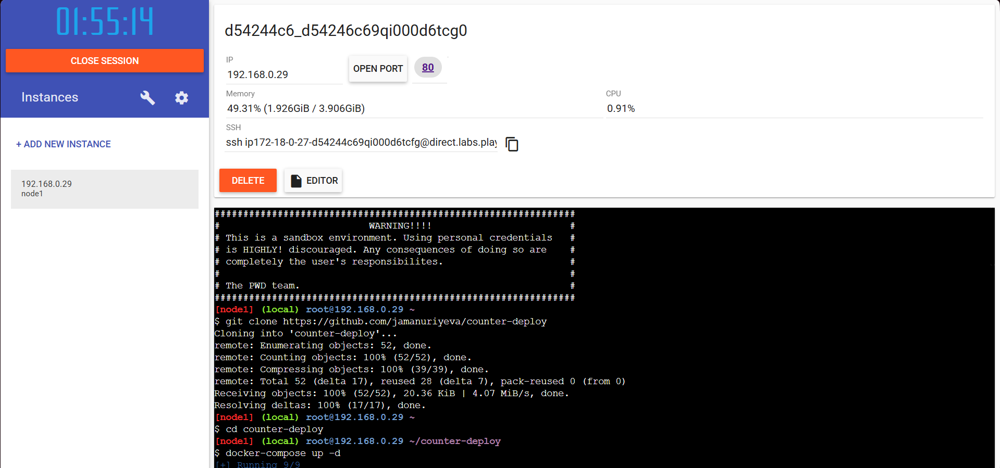 01:55:14
CLOSE SESSION
Instances
+ ADD NEW INSTANCE
192.168.0.29
node1
d54244c6_d54246c69qi000d6tcg0
IP
192.168.0.29
OPEN PORT
80
Memory
49.31% (1.926GiB / 3.906GiB)
CPU
0.91%
SSH
ssh ip172-18-0-27-d54244c69qi000d6tcfg@direct.labs.play
DELETE
EDITOR
###############################################################
#                          WARNING!!!!                        #
# This is a sandbox environment. Using personal credentials   #
# is HIGHLY! discouraged. Any consequences of doing so are    #
# completely the user's responsibilites.                      #
#                                                             #
# The PWD team.                                               #
###############################################################
[node1] (local) root@192.168.0.29 ~
$ git clone https://github.com/jamanuriyeva/counter-deploy
Cloning into 'counter-deploy'...
remote: Enumerating objects: 52, done.
remote: Counting objects: 100% (52/52), done.
remote: Compressing objects: 100% (39/39), done.
remote: Total 52 (delta 17), reused 28 (delta 7), pack-reused 0 (from 0)
Receiving objects: 100% (52/52), 20.36 KiB | 4.07 MiB/s, done.
Resolving deltas: 100% (17/17), done.
[node1] (local) root@192.168.0.29 ~
$ cd counter-deploy
[node1] (local) root@192.168.0.29 ~/counter-deploy
$ docker-compose up -d
[+] Running 9/9